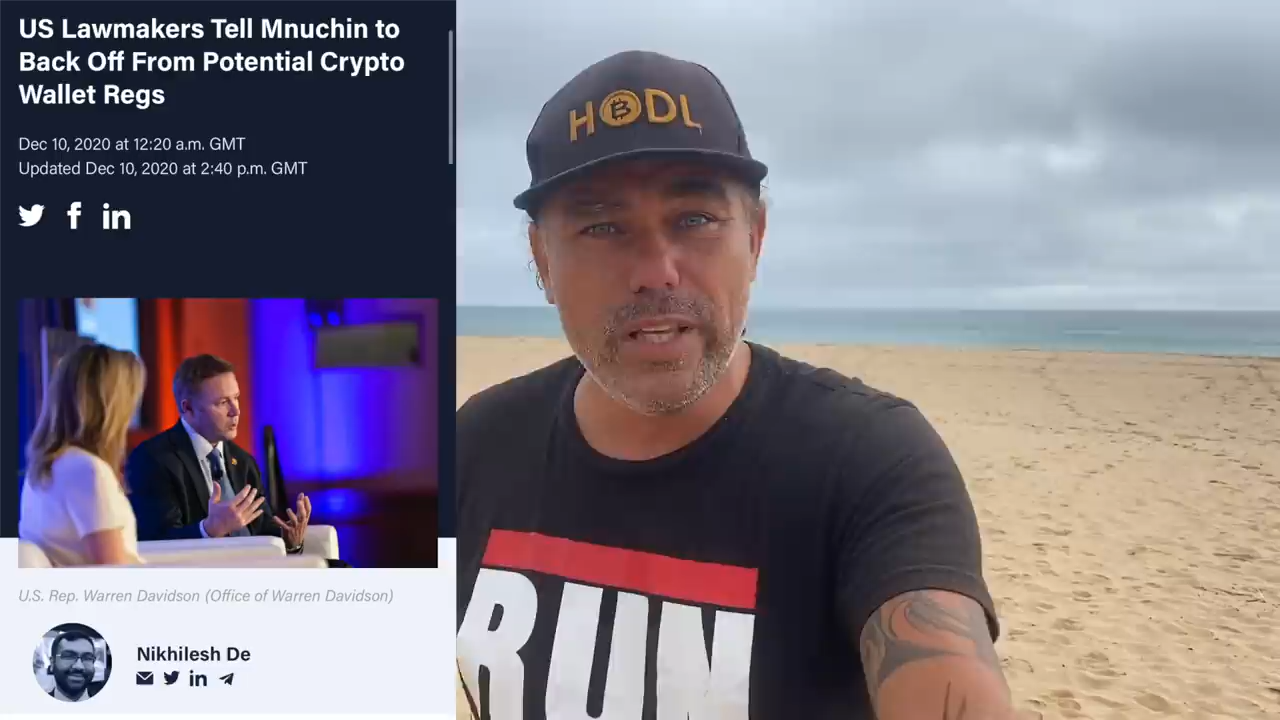 US Lawmakers Tell Mnuchin to
Back Off From Potential Crypto
Wallet Regs
Dec 10, 2020 at 12:20 a.m. GMT
Updated Dec 10, 2020 at 2:40 p.m. GMT
U.S. Rep. Warren Davidson (Office of Warren Davidson)
Nikhilesh De
HODL
RUN